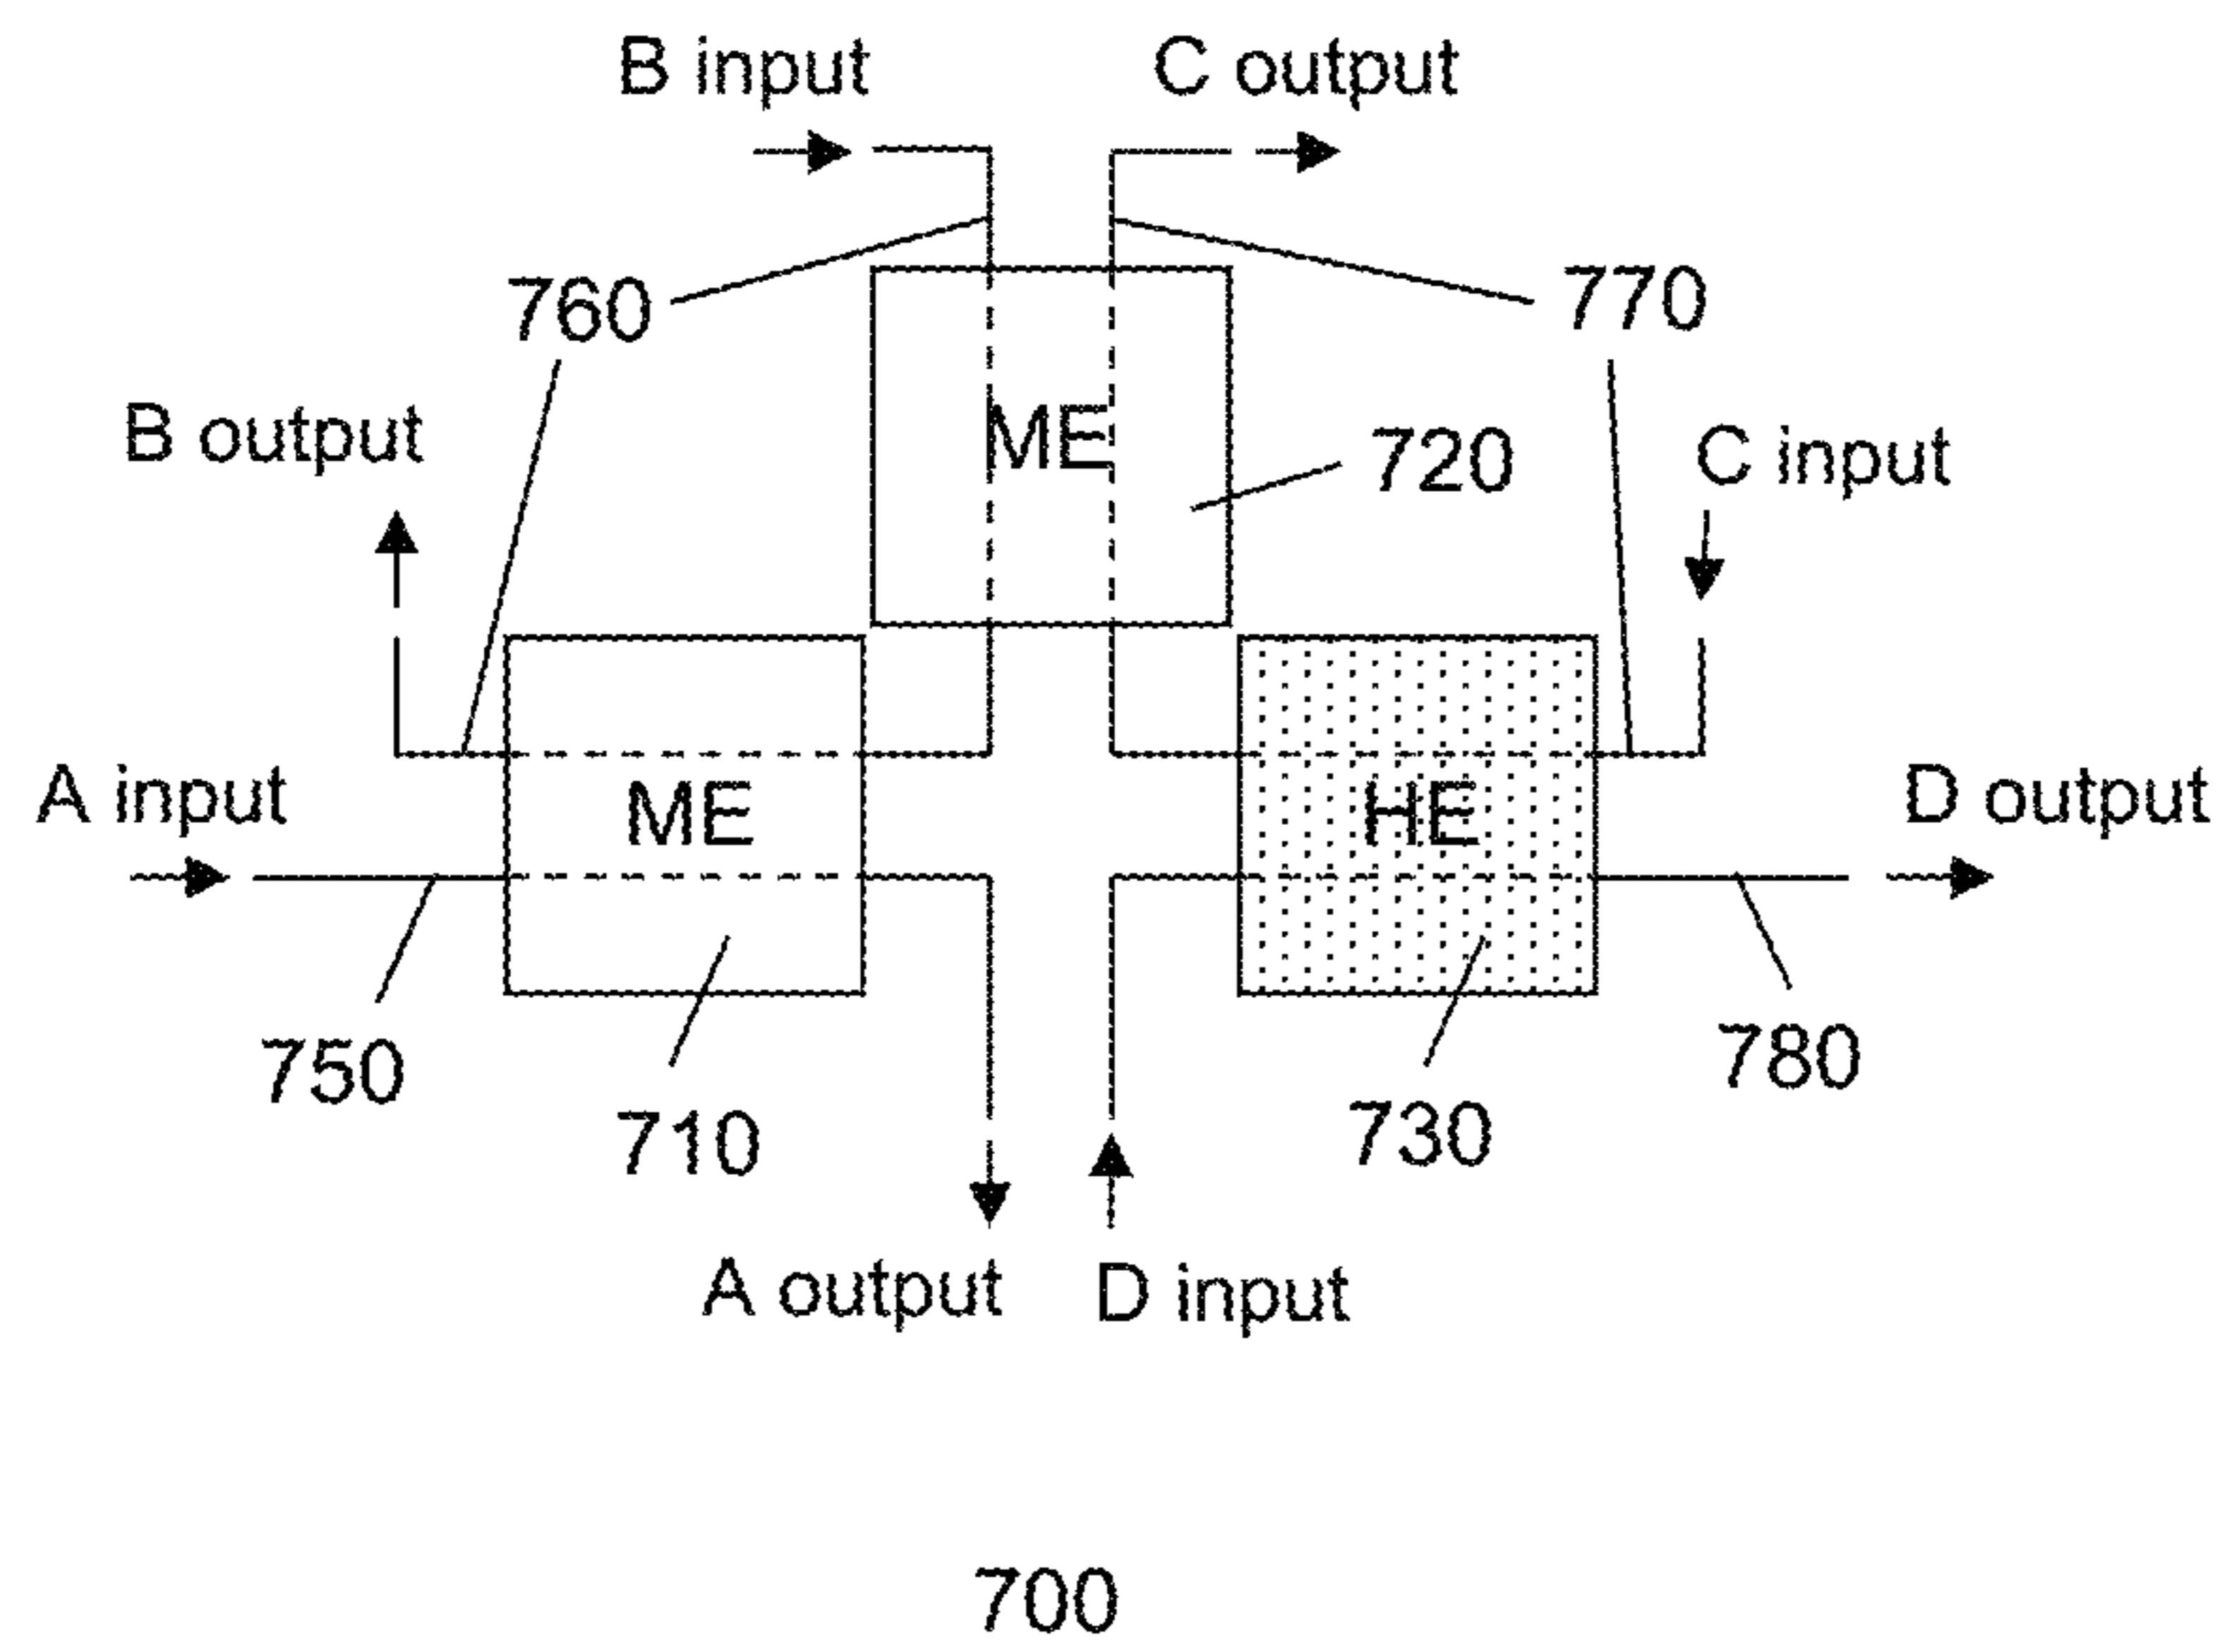 B input
C output
760
770
ME
720
B output
C input
A input
ME
HE
D output
750
710
730
780
A output
D input
700